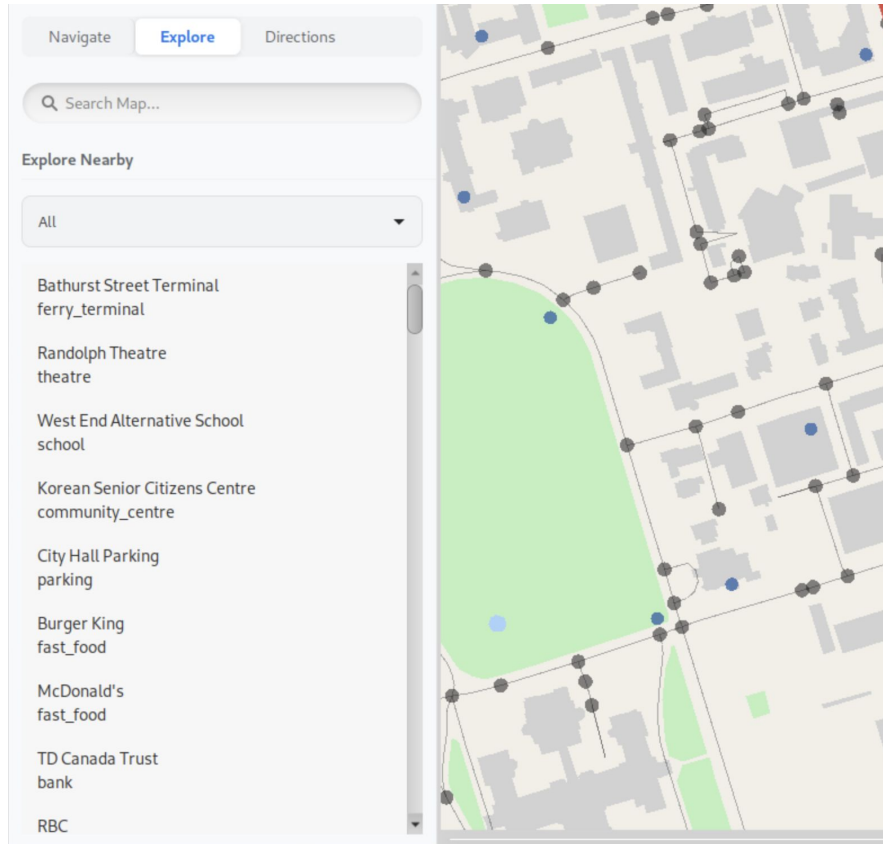 Navigate Explore Directions
Search Map...
Explore Nearby
All
Bathurst Street Terminal
ferry_terminal
Randolph Theatre
theatre
West End Alternative School
school
Korean Senior Citizens Centre
community_centre
City Hall Parking
parking
Burger King
fast_food
McDonald's
fast_food
TD Canada Trust
bank
RBC